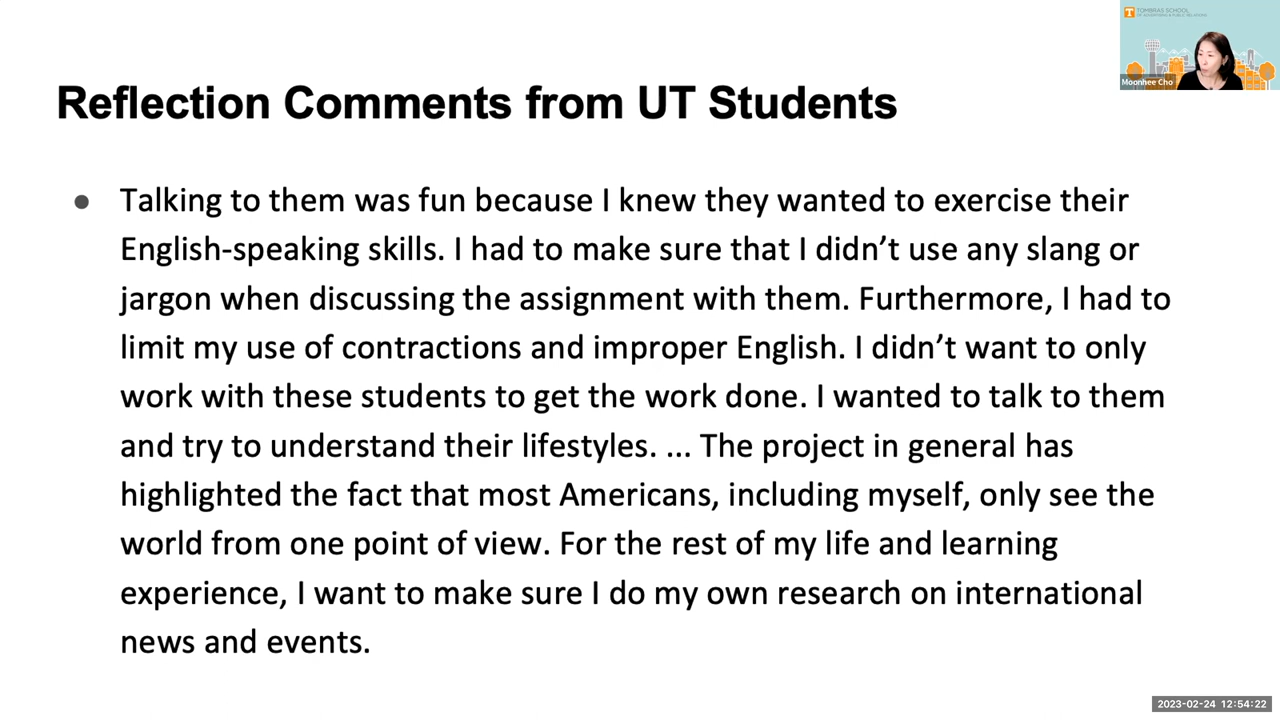 TOMBRAS SCHOOL
OF ADVERTISING & PUBLIC RELATIONS
Moonhee Cho
Reflection Comments from UT Students
● Talking to them was fun because I knew they wanted to exercise their
English-speaking skills. I had to make sure that I didn’t use any slang or
jargon when discussing the assignment with them. Furthermore, I had to
limit my use of contractions and improper English. I didn’t want to only
work with these students to get the work done. I wanted to talk to them
and try to understand their lifestyles. ... The project in general has
highlighted the fact that most Americans, including myself, only see the
world from one point of view. For the rest of my life and learning
experience, I want to make sure I do my own research on international
news and events.
2023-02-24 12:54:22